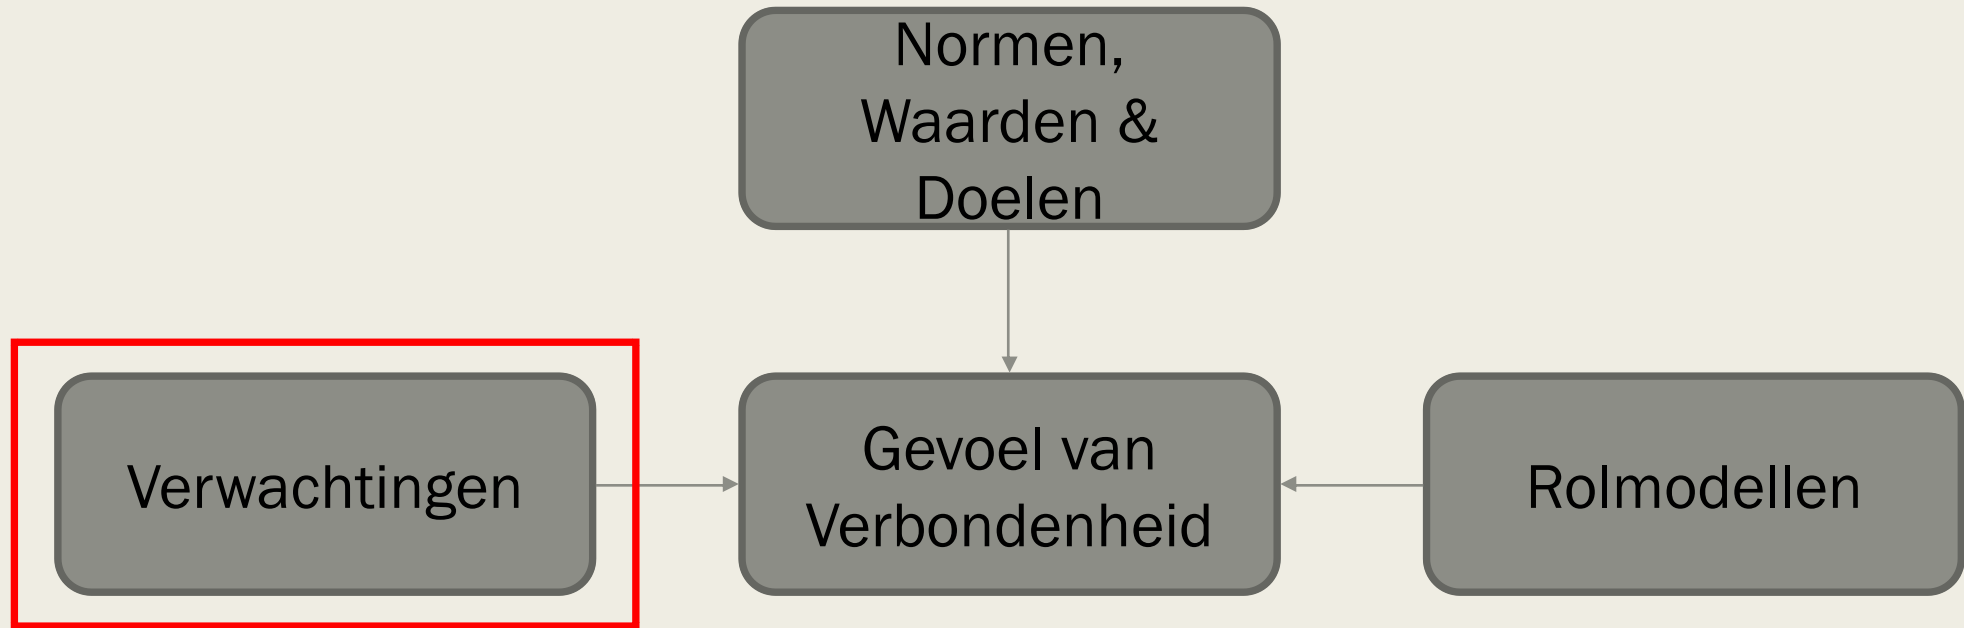 Normen,
Waarden &
Doelen
Verwachtingen
Gevoel van
Verbondenheid
Rolmodellen